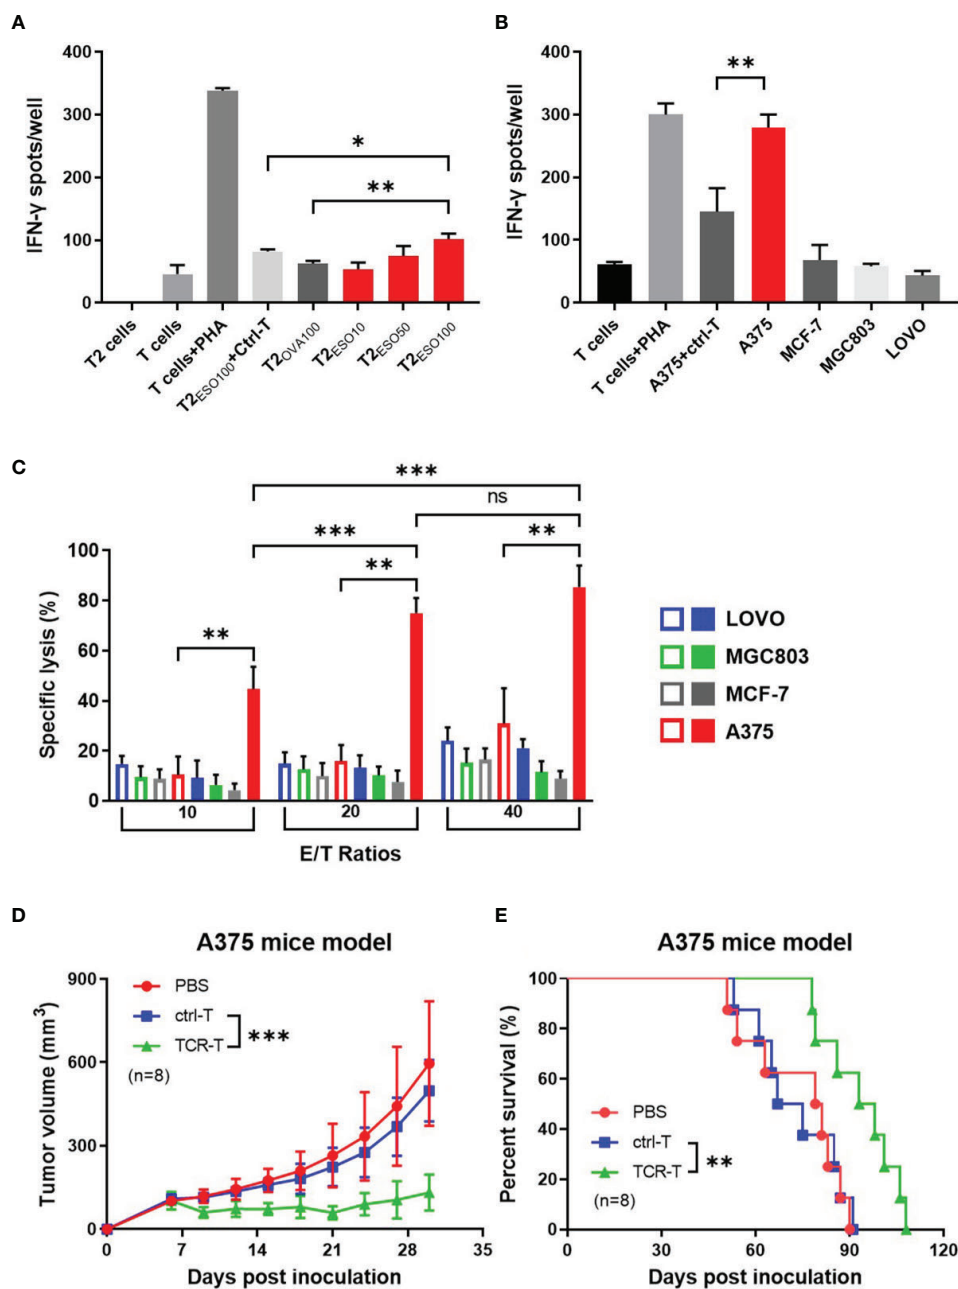 A
IFN-γ spots/well
400
300
200
100
0
*
**
T2 cells
T cells
T cells+PHA
T2ESO100+Ctrl-T
T2OVA100
T2ESO10
T2ESO50
T2ESO100
B
IFN-γ spots/well
400
300
200
100
0
**
T cells
T cells+PHA
A375+ctrl-T
A375
MCF-7
MGC803
LOVO
C
***
ns
***
**
**
**
Specific lysis (%)
100
80
60
40
20
0
10
20
40
E/T Ratios
LOVO
MGC803
MCF-7
A375
D
A375 mice model
Tumor volume (mm3)
900
600
300
0
PBS
ctrl-T
TCR-T
***
(n=8)
0
7
14
21
28
35
Days post inoculation
E
A375 mice model
Percent survival (%)
100
80
60
40
20
0
PBS
ctrl-T
TCR-T
**
(n=8)
0
30
60
90
120
Days post inoculation